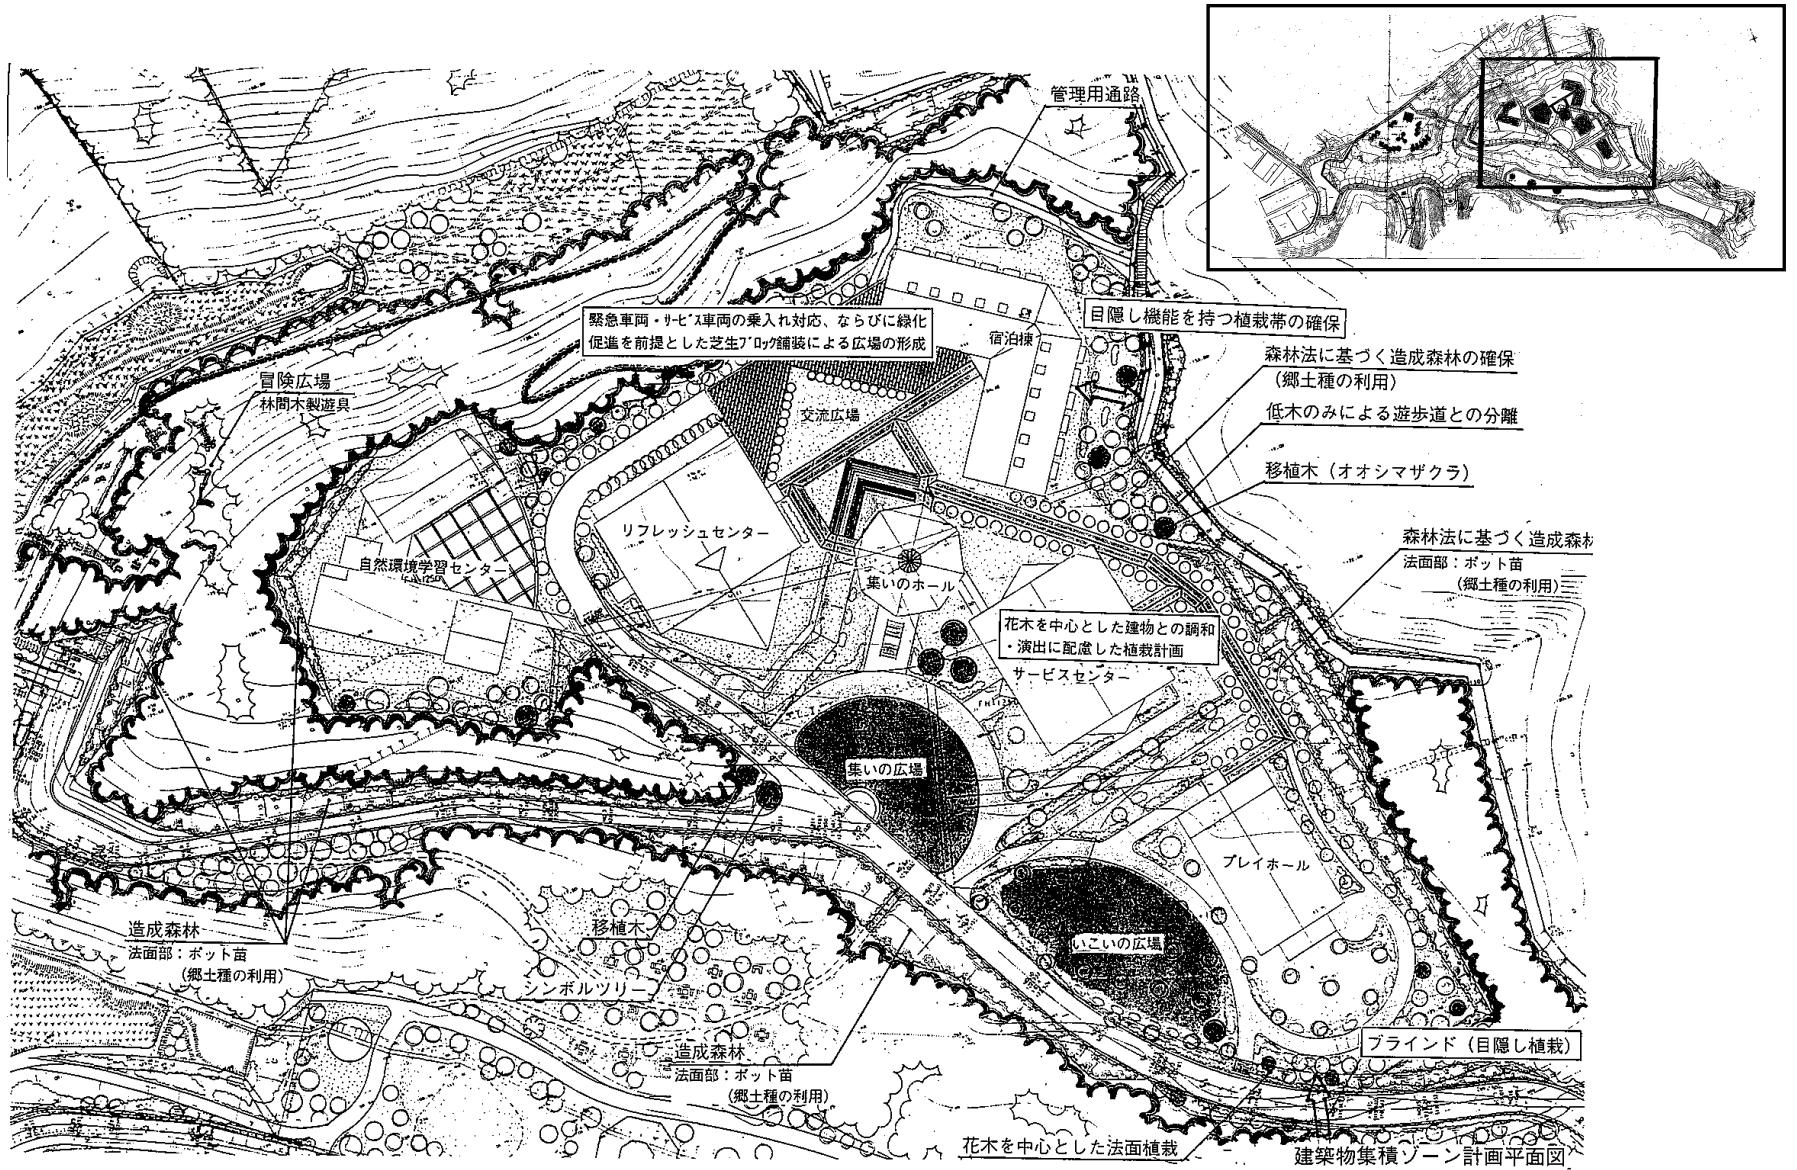 管理用通路
緊急車両・ｻｰﾋﾞｽ車両の乗入れ対応、ならびに緑化
促進を前提とした芝生ﾌﾞﾛｯｸ舗装による広場の形成
目隠し機能を持つ植栽帯の確保
宿泊棟
森林法に基づく造成森林の確保
（郷土種の利用）
冒険広場
林間木製遊具
交流広場
低木のみによる遊歩道との分離
移植木（オオシマザクラ）
リフレッシュセンター
森林法に基づく造成森林
法面部：ポット苗
（郷土種の利用）
自然環境学習センター
集いのホール
花木を中心とした建物との調和
・演出に配慮した植栽計画
サービスセンター
集いの広場
プレイホール
造成森林
法面部：ポット苗
（郷土種の利用）
移植木
いこいの広場
シンボルツリー
造成森林
法面部：ポット苗
（郷土種の利用）
ブラインド（目隠し植栽）
花木を中心とした法面植栽
建築物集積ゾーン計画平面図